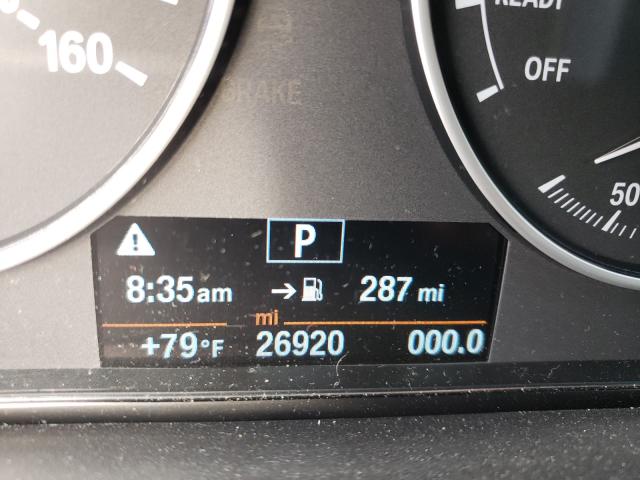 160
READY
OFF
BRAKE
50
P
8:35am → 287 mi
mi
+79°F 26920 000.0